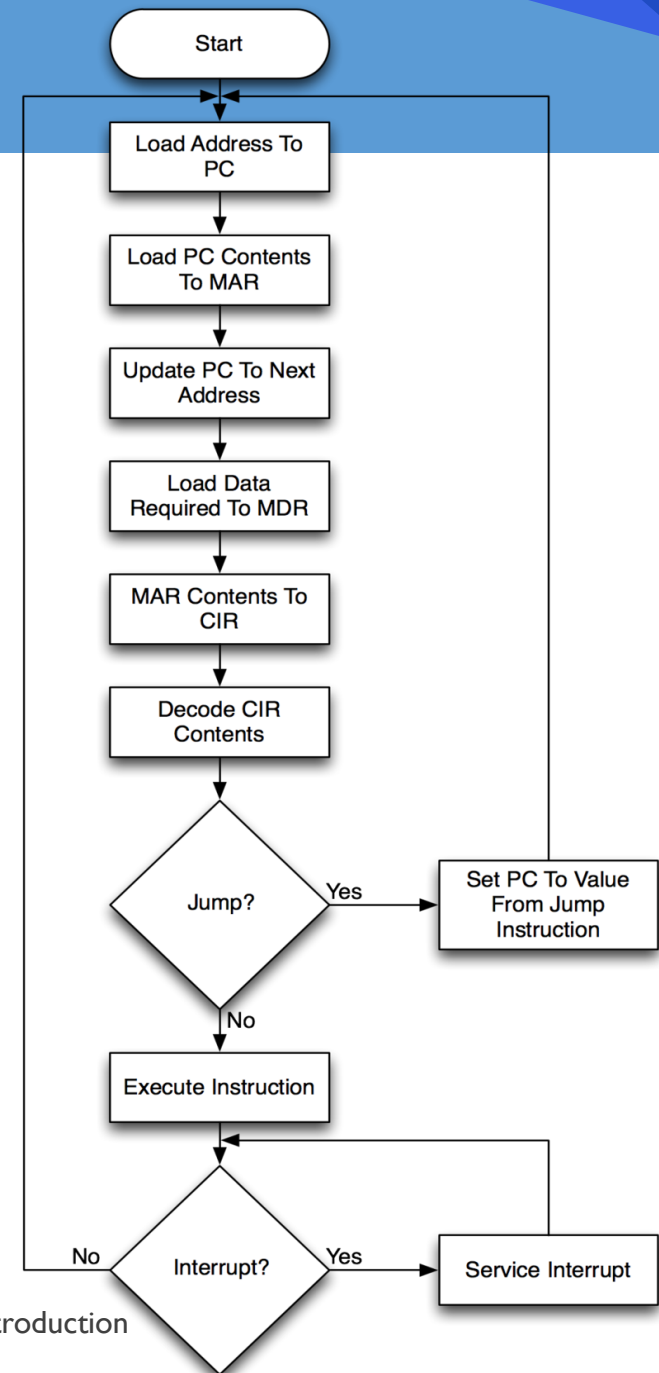 Start
Load Address To
PC
Load PC Contents
To MAR
Update PC To Next
Address
Load Data
Required To MDR
MAR Contents To
CIR
Decode CIR
Contents
Jump?
Yes
Set PC To Value
From Jump
Instruction
No
Execute Instruction
No
Interrupt?
Yes
Service Interrupt
troduction